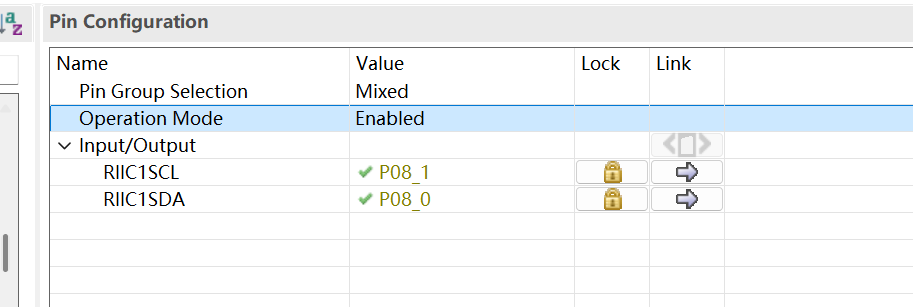 Pin Configuration
Name Value Lock Link
Pin Group Selection Mixed
Operation Mode Enabled
Input/Output
RIIC1SCL P08_1
RIIC1SDA P08_0